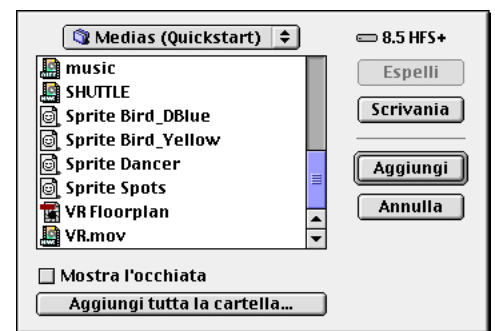 Medias (Quickstart)
8.5 HFS+
music
SHUTTLE
Sprite Bird_DBlue
Sprite Bird_Yellow
Sprite Dancer
Sprite Spots
VR Floorplan
VR.mov
Espelli
Scrivania
Aggiungi
Annulla
Mostra l'occhiata
Aggiungi tutta la cartella...